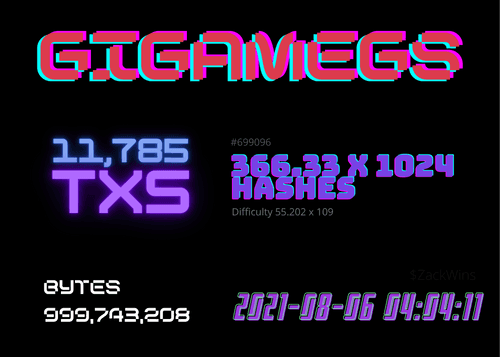 GIGAMEGS
11,785
TXS
#699096
366.33 X 1024
HASHES
Difficulty 55.202 x 109
$ZackWins
BYTES
999,743,208
2021-08-06 04:04:11